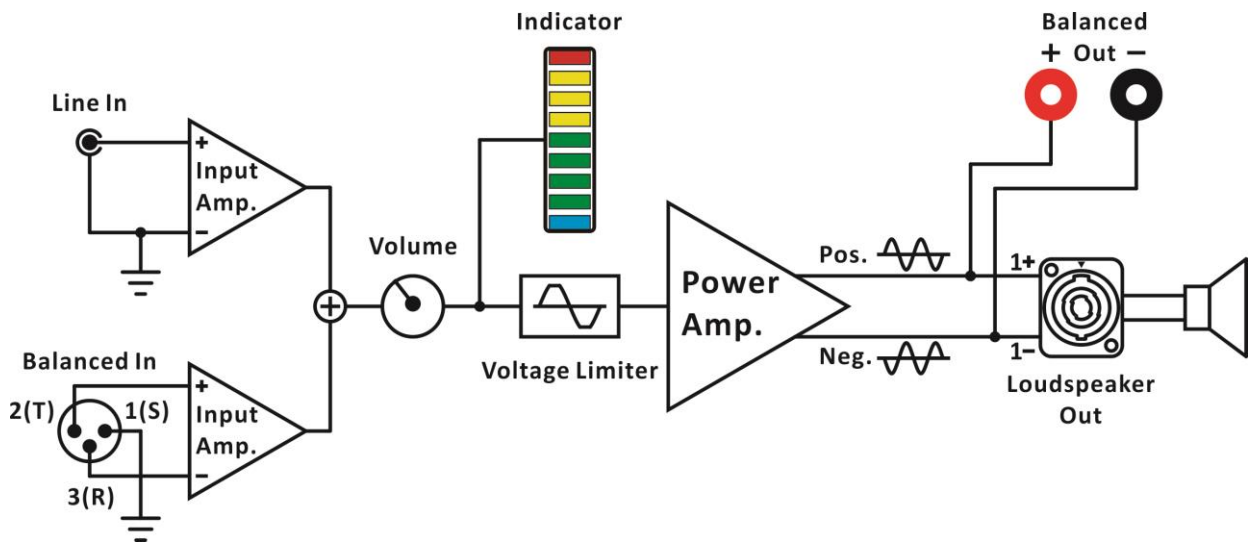 Indicator
Balanced
+ Out −
Line In
+
Input
Amp.
−
Volume
Pos.
1+
Power
Amp.
Voltage Limiter
Neg.
1−
Loudspeaker
Out
Balanced In
+
2(T)
1(S)
Input
Amp.
−
3(R)